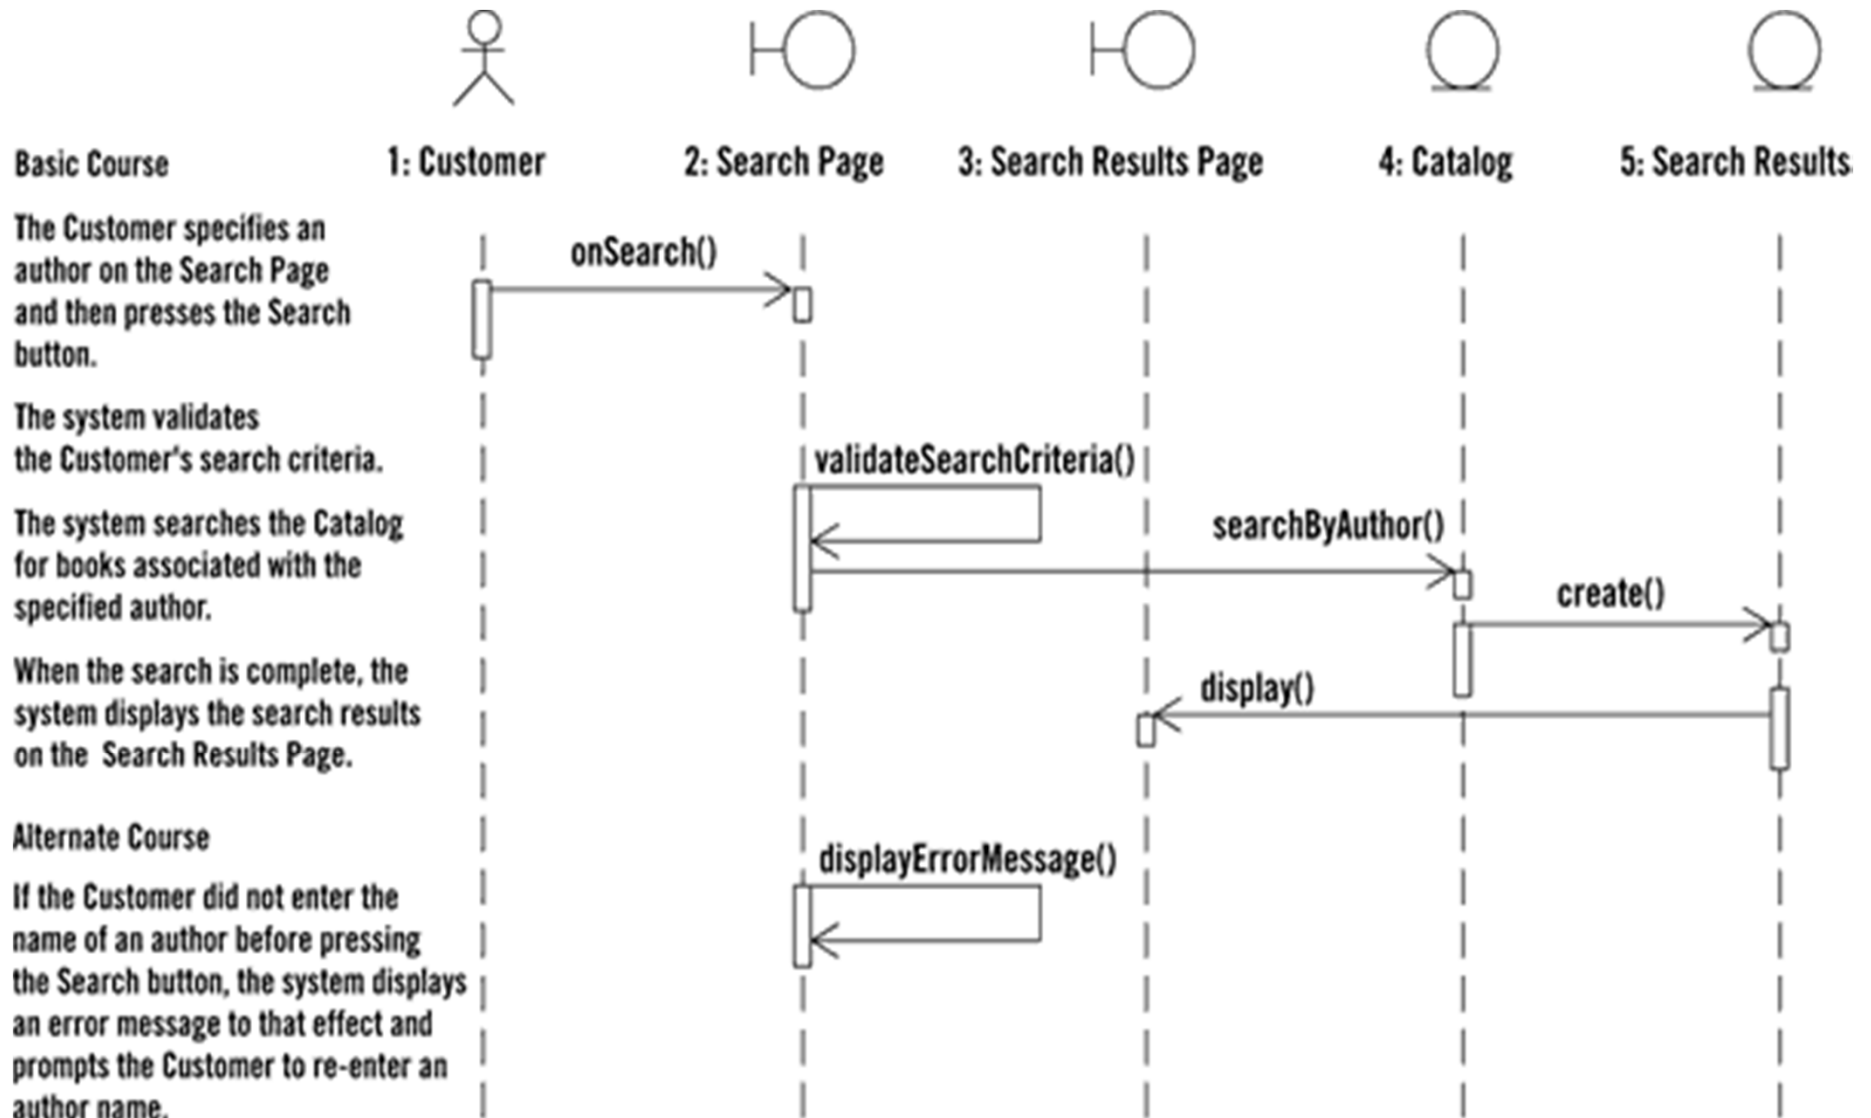 Basic Course
1: Customer
2: Search Page
3: Search Results Page
4: Catalog
5: Search Results
The Customer specifies an
author on the Search Page
and then presses the Search
button.
onSearch()
The system validates
the Customer's search criteria.
validateSearchCriteria()
The system searches the Catalog
for books associated with the
specified author.
searchByAuthor()
create()
When the search is complete, the
system displays the search results
on the Search Results Page.
display()
Alternate Course
If the Customer did not enter the
name of an author before pressing
the Search button, the system displays
an error message to that effect and
prompts the Customer to re-enter an
author name.
displayErrorMessage()